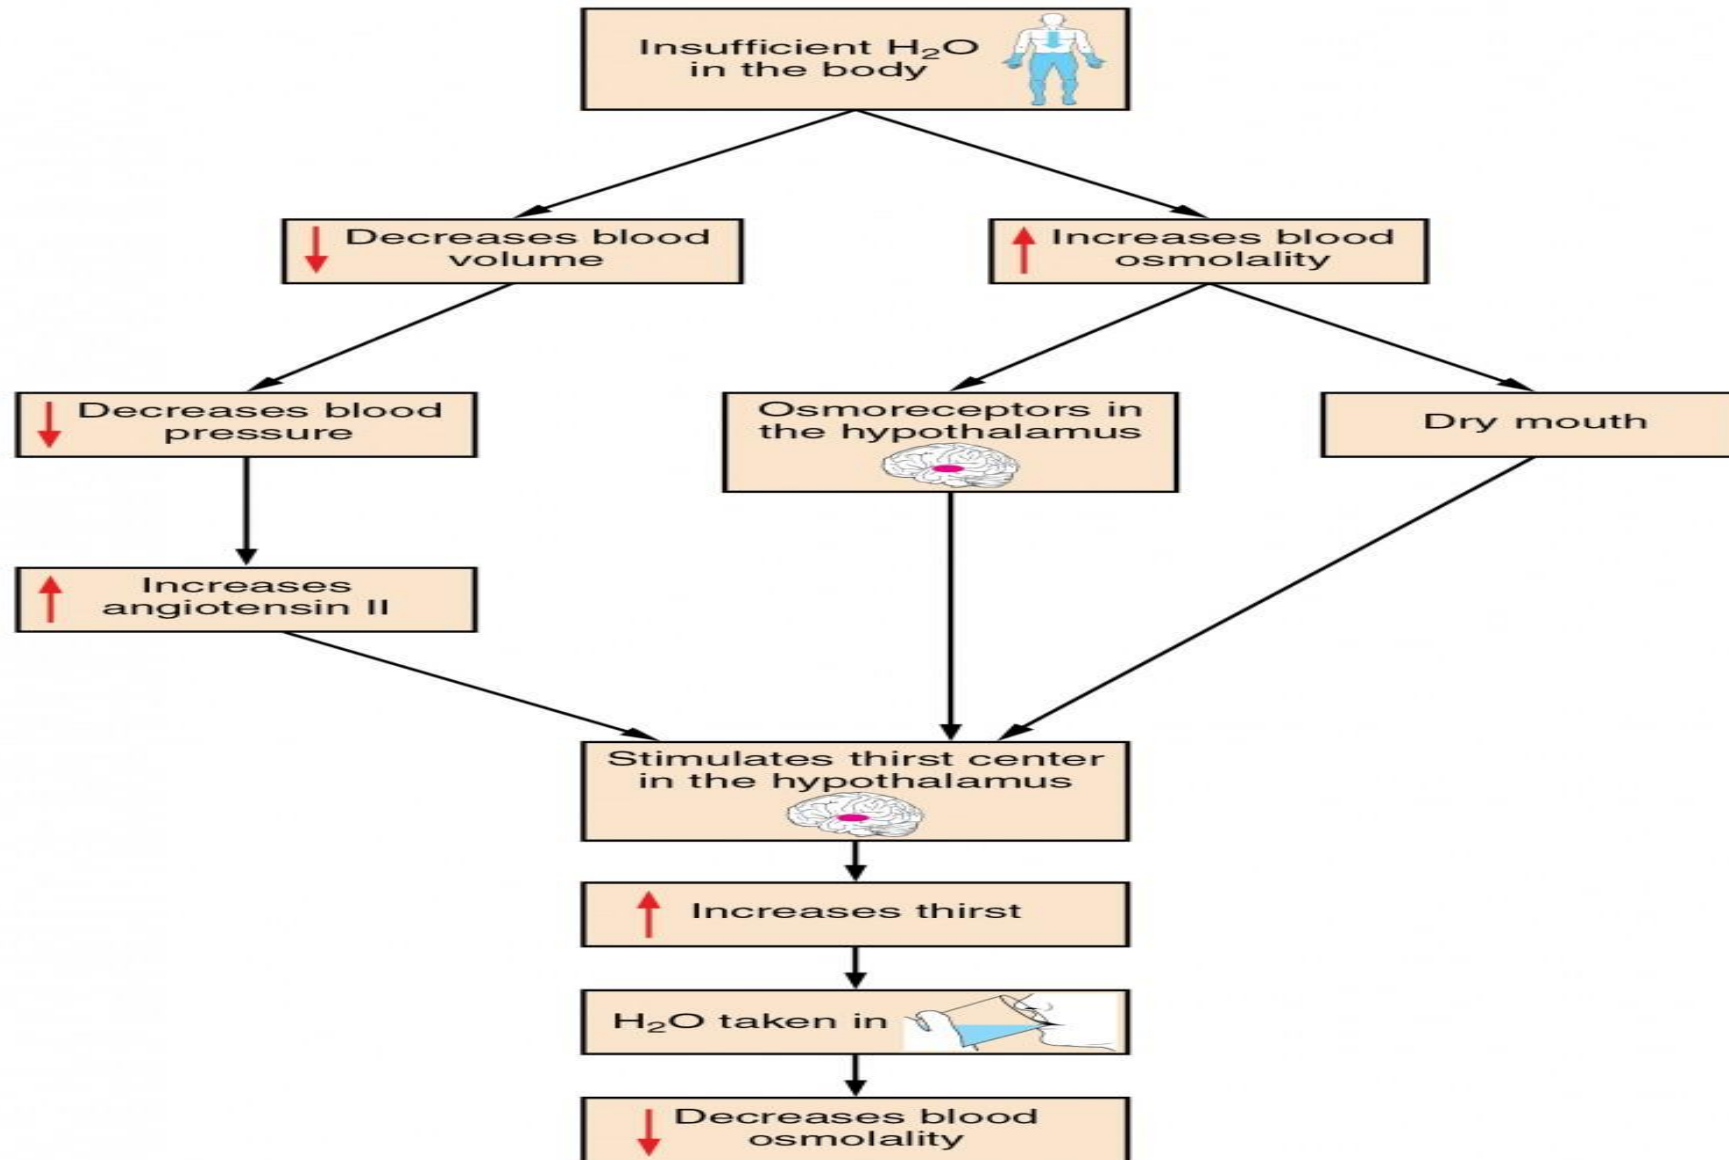 Insufficient H₂O
in the body
Decreases blood
volume
Increases blood
osmolality
Decreases blood
pressure
Osmoreceptors in
the hypothalamus
Dry mouth
Increases
angiotensin II
Stimulates thirst center
in the hypothalamus
Increases thirst
H₂O taken in
Decreases blood
osmolality